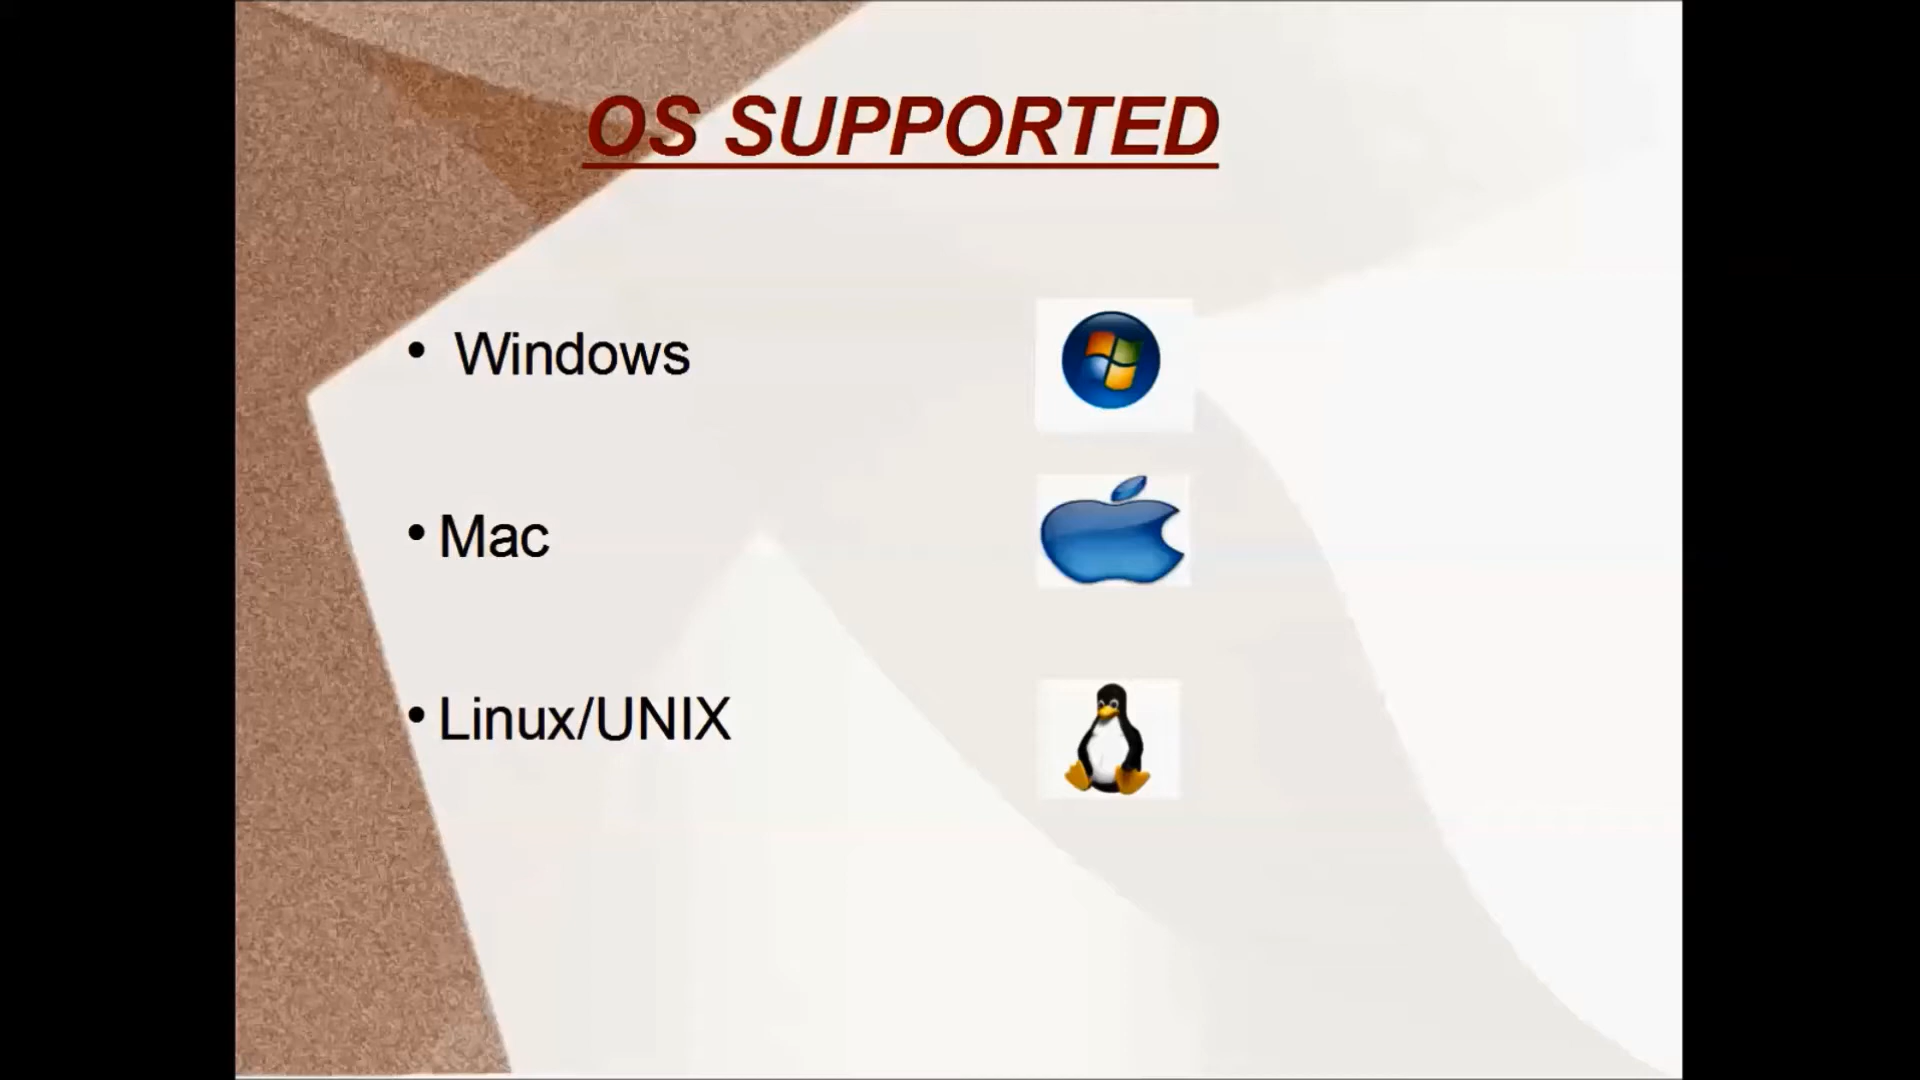 OS SUPPORTED
• Windows
• Mac
• Linux/UNIX